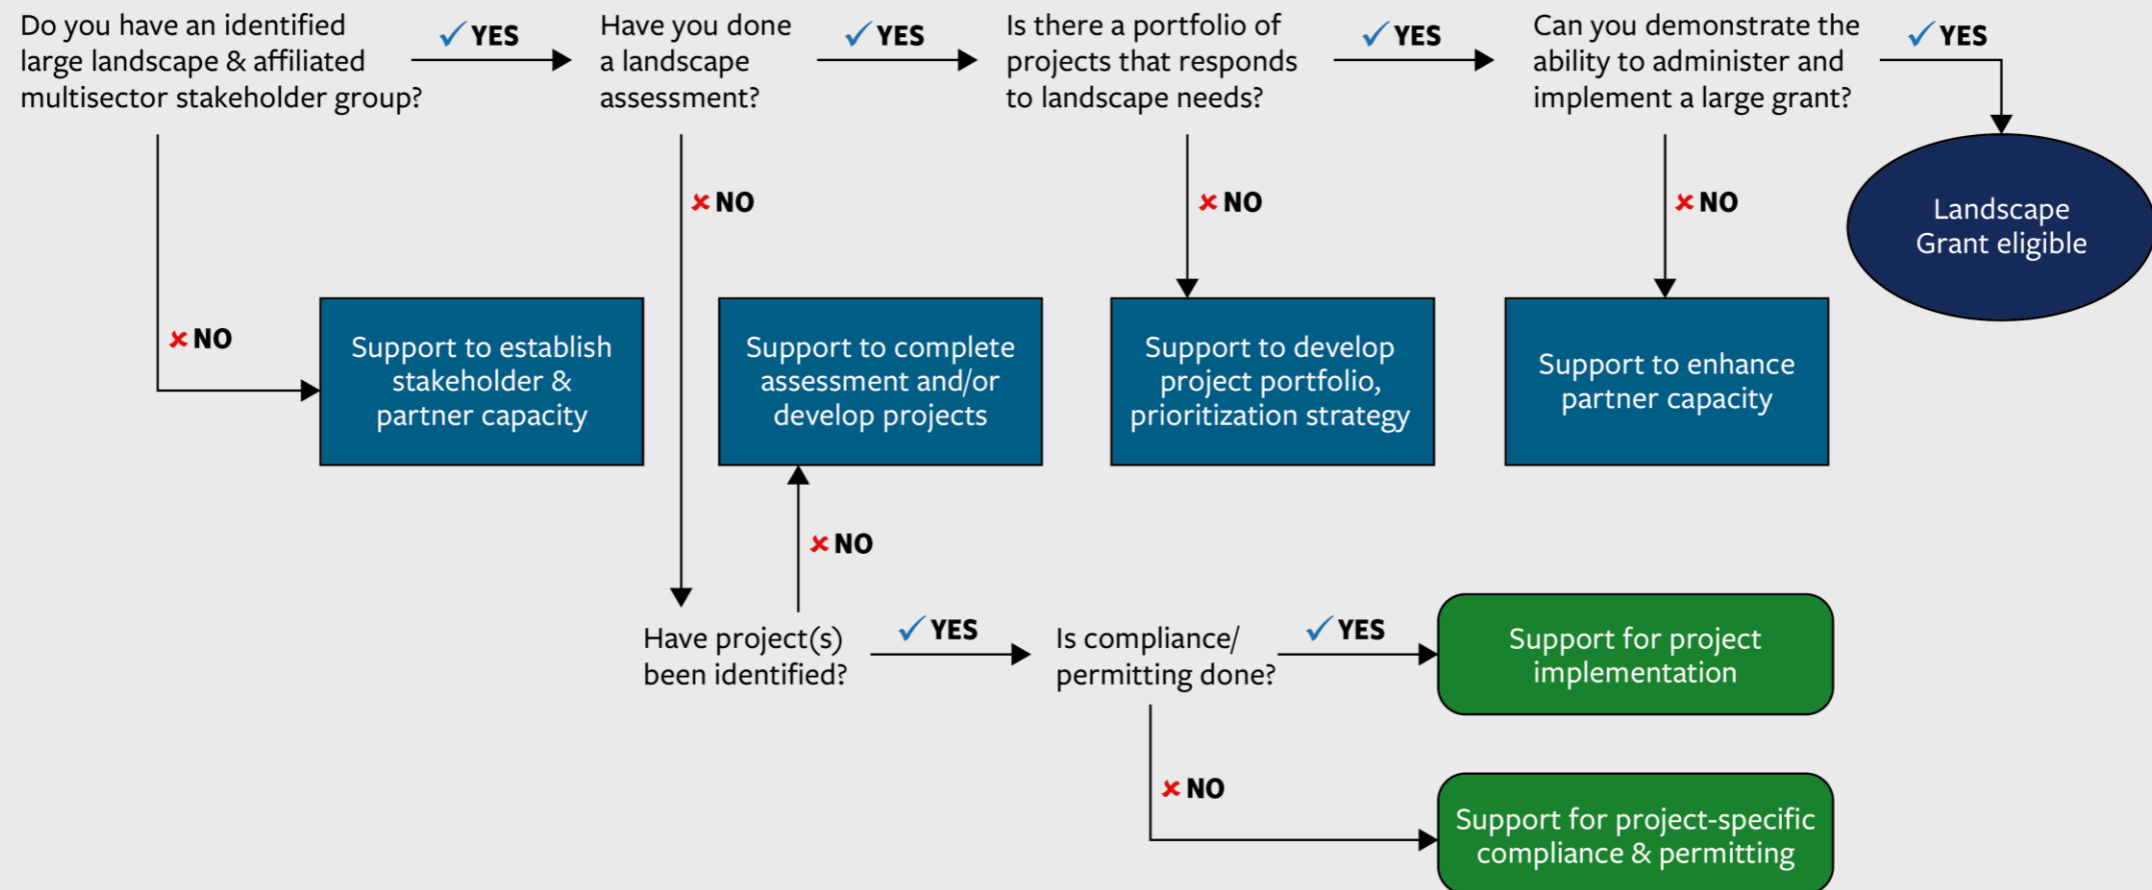 Do you have an identified
large landscape & affiliated
multisector stakeholder group?
✓ YES
Have you done
a landscape
assessment?
✓ YES
Is there a portfolio of
projects that responds
to landscape needs?
✓ YES
Can you demonstrate the
ability to administer and
implement a large grant?
✓ YES
Landscape
Grant eligible
✘ NO
✘ NO
✘ NO
✘ NO
Support to establish
stakeholder &
partner capacity
Support to complete
assessment and/or
develop projects
Support to develop
project portfolio,
prioritization strategy
Support to enhance
partner capacity
✘ NO
Have project(s)
been identified?
✓ YES
Is compliance/
permitting done?
✓ YES
Support for project
implementation
✘ NO
Support for project-specific
compliance & permitting